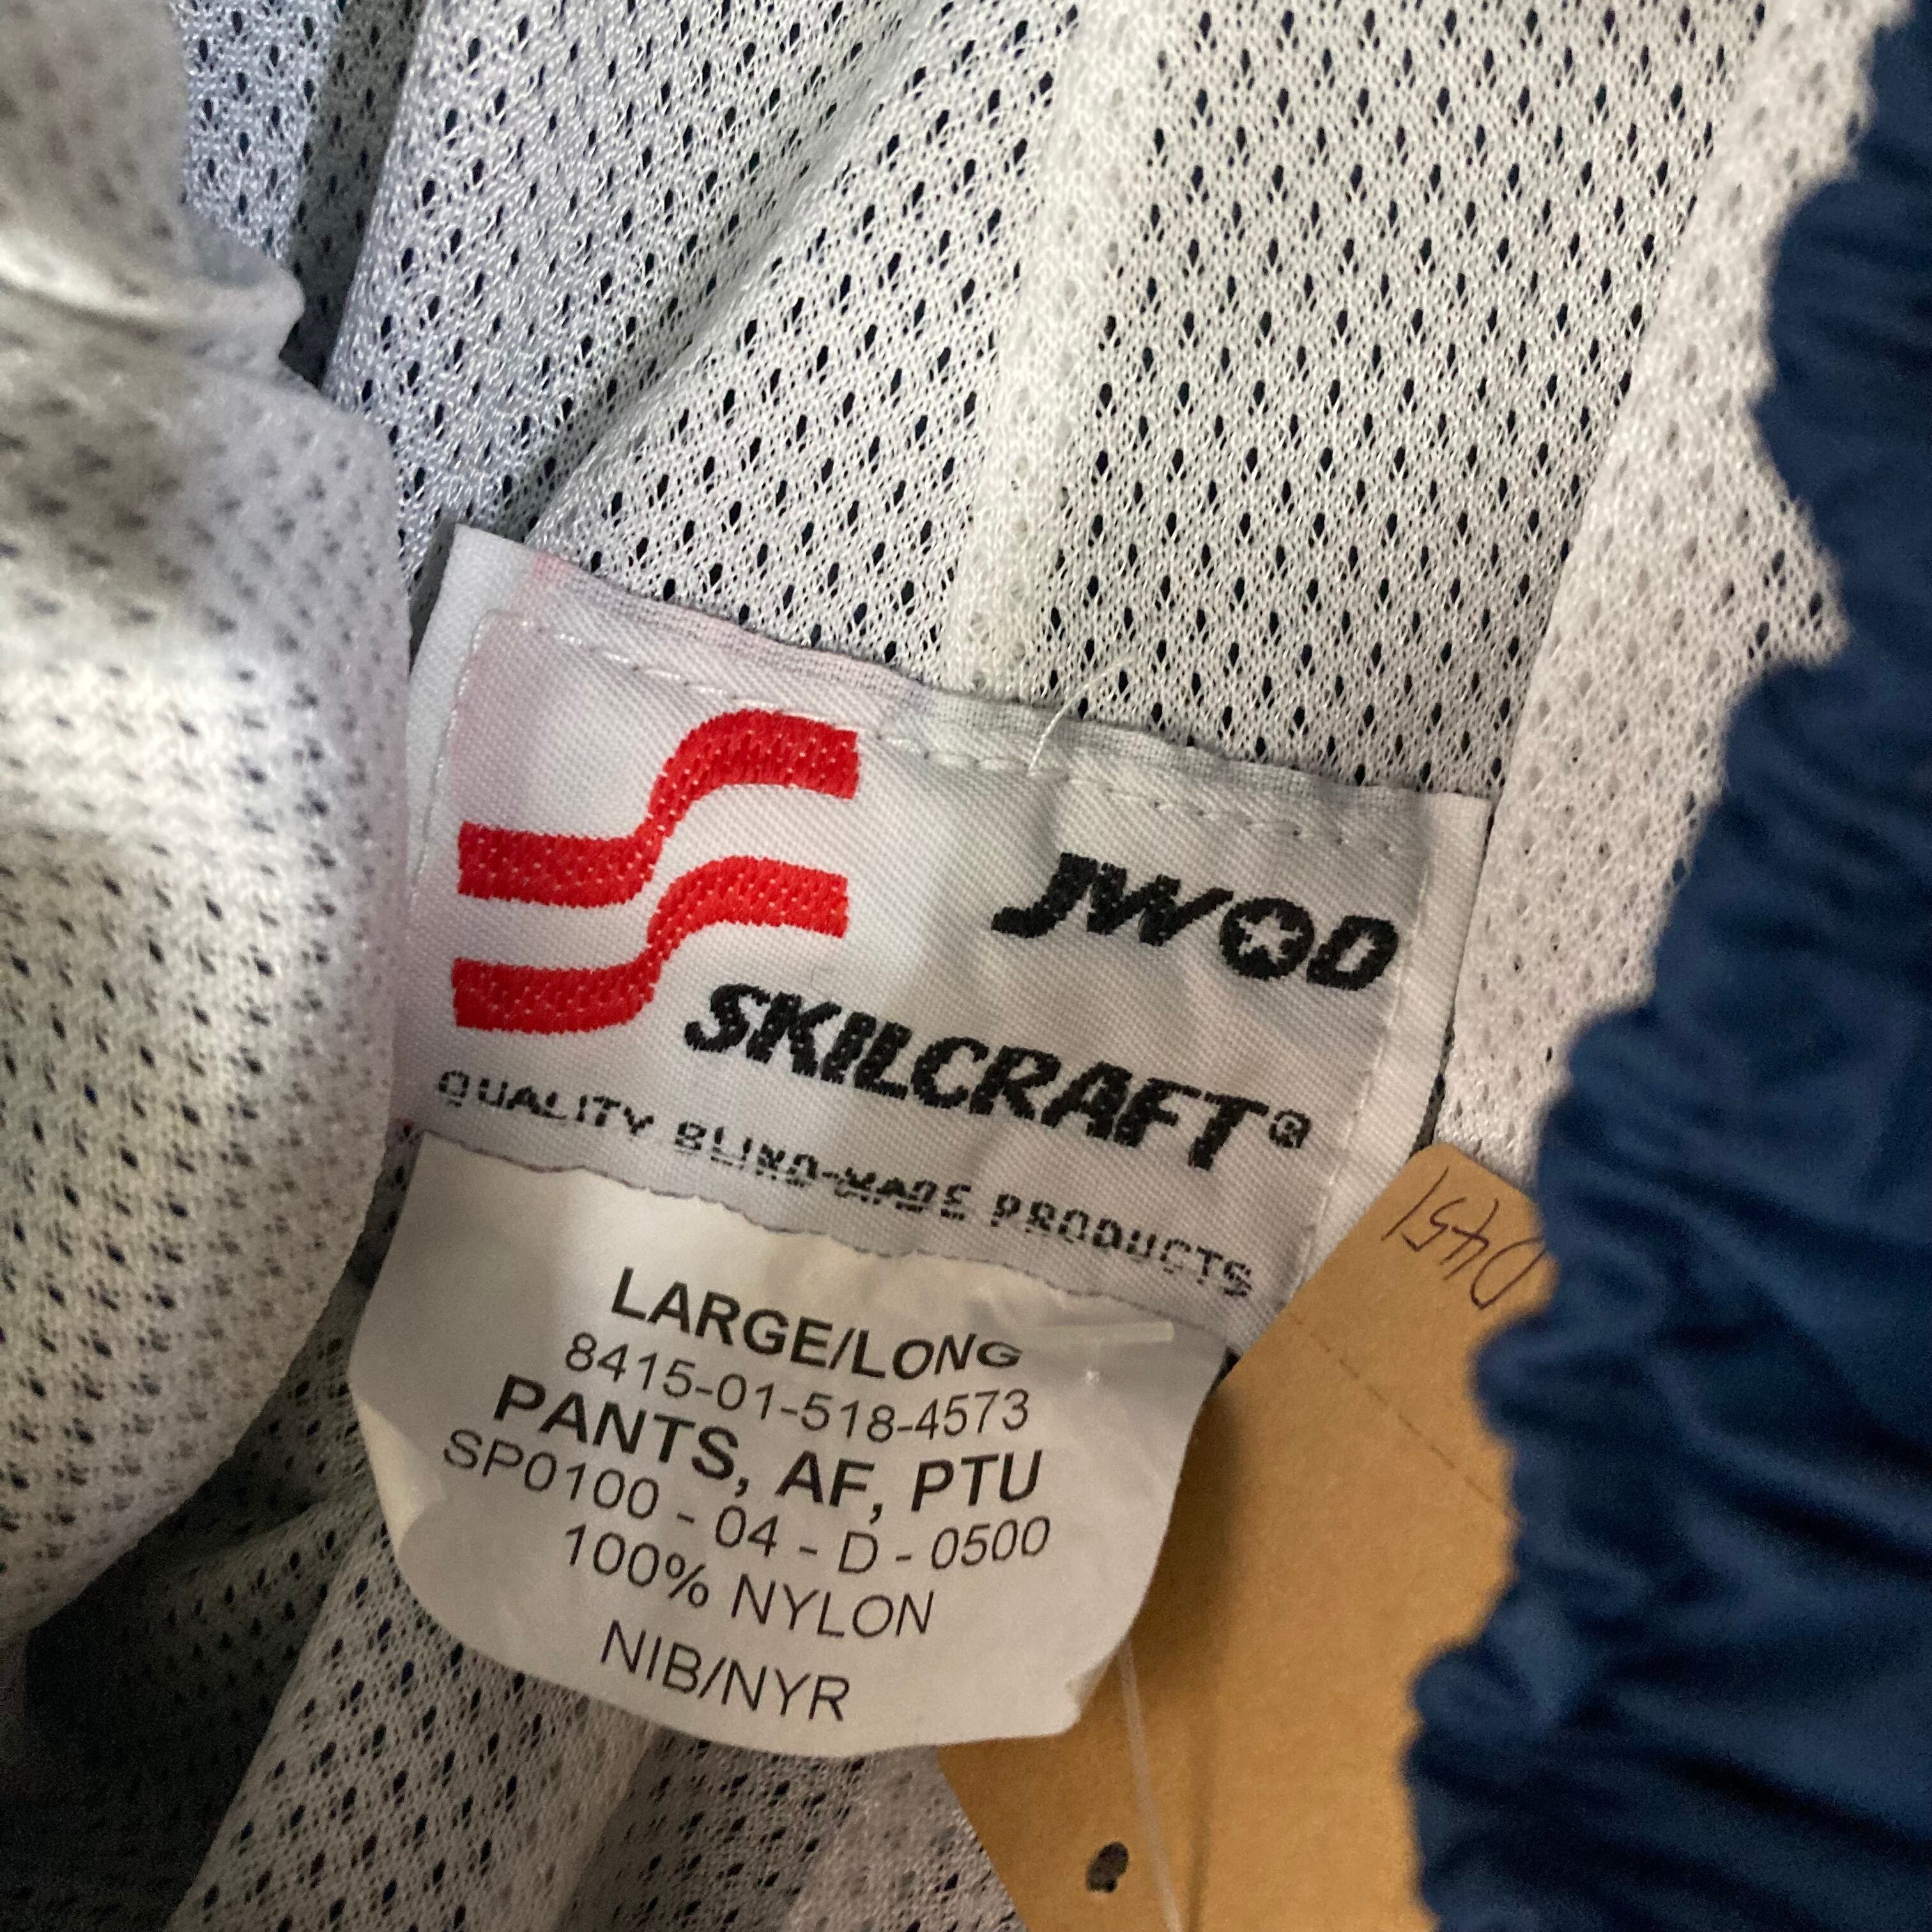 JWOD
SKILCRAFT®
QUALITY BLIND-MADE PRODUCTS
LARGE/LONG
8415-01-518-4573
PANTS, AF, PTU
SP0100 - 04 - D - 0500
100% NYLON
NIB/NYR
D451